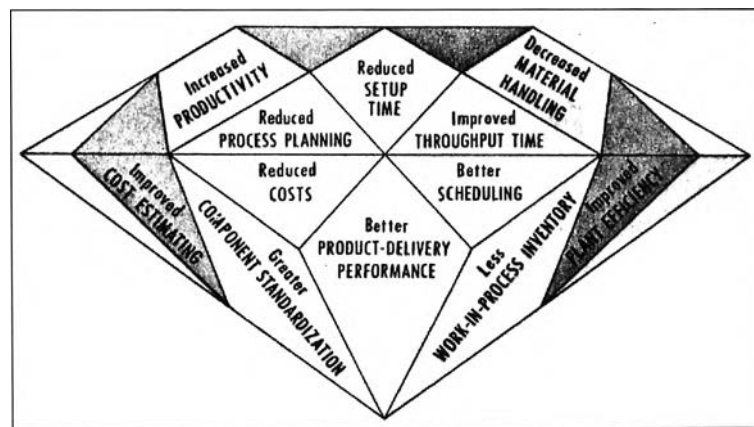 Increased
PRODUCTIVITY
Reduced
SETUP
TIME
Decreased
MATERIAL
HANDLING
Reduced
PROCESS PLANNING
Improved
THROUGHPUT TIME
Improved
COST ESTIMATING
Reduced
COSTS
Better
SCHEDULING
Improved
PLANT EFFICIENCY
Greater
COMPONENT STANDARDIZATION
Better
PRODUCT-DELIVERY
PERFORMANCE
Less
WORK-IN-PROCESS INVENTORY